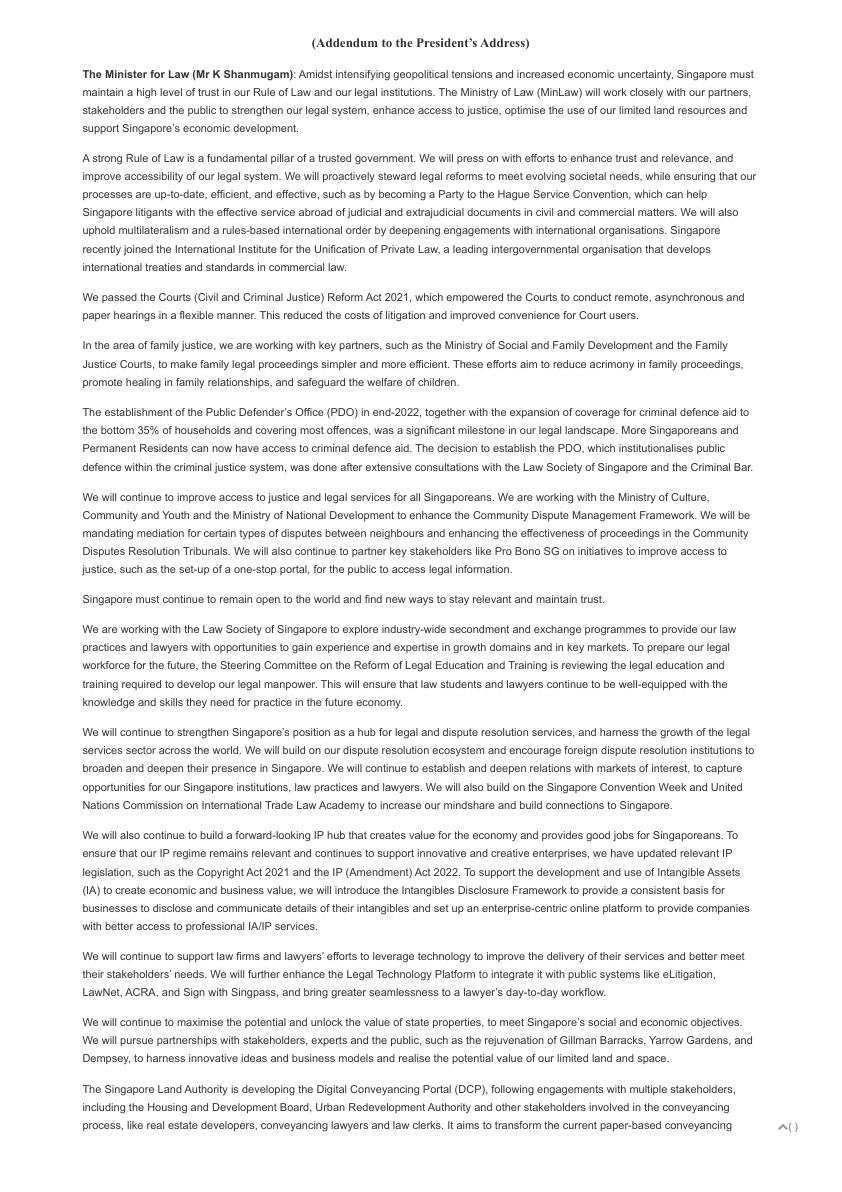 (Addendum to the President’s Address)
The Minister for Law (Mr K Shanmugam): Amidst intensifying geopolitical tensions and increased economic uncertainty, Singapore must
maintain a high level of trust in our Rule of Law and our legal institutions. The Ministry of Law (MinLaw) will work closely with our partners,
stakeholders and the public to strengthen our legal system, enhance access to justice, optimise the use of our limited land resources and
support Singapore’s economic development.
A strong Rule of Law is a fundamental pillar of a trusted government. We will press on with efforts to enhance trust and relevance, and
improve accessibility of our legal system. We will proactively steward legal reforms to meet evolving societal needs, while ensuring that our
processes are up-to-date, efficient, and effective, such as by becoming a Party to the Hague Service Convention, which can help
Singapore litigants with the effective service abroad of judicial and extrajudicial documents in civil and commercial matters. We will also
uphold multilateralism and a rules-based international order by deepening engagements with international organisations. Singapore
recently joined the International Institute for the Unification of Private Law, a leading intergovernmental organisation that develops
international treaties and standards in commercial law.
We passed the Courts (Civil and Criminal Justice) Reform Act 2021, which empowered the Courts to conduct remote, asynchronous and
paper hearings in a flexible manner. This reduced the costs of litigation and improved convenience for Court users.
In the area of family justice, we are working with key partners, such as the Ministry of Social and Family Development and the Family
Justice Courts, to make family legal proceedings simpler and more efficient. These efforts aim to reduce acrimony in family proceedings,
promote healing in family relationships, and safeguard the welfare of children.
The establishment of the Public Defender’s Office (PDO) in end-2022, together with the expansion of coverage for criminal defence aid to
the bottom 35% of households and covering most offences, was a significant milestone in our legal landscape. More Singaporeans and
Permanent Residents can now have access to criminal defence aid. The decision to establish the PDO, which institutionalises public
defence within the criminal justice system, was done after extensive consultations with the Law Society of Singapore and the Criminal Bar.
We will continue to improve access to justice and legal services for all Singaporeans. We are working with the Ministry of Culture,
Community and Youth and the Ministry of National Development to enhance the Community Dispute Management Framework. We will be
mandating mediation for certain types of disputes between neighbours and enhancing the effectiveness of proceedings in the Community
Disputes Resolution Tribunals. We will also continue to partner key stakeholders like Pro Bono SG on initiatives to improve access to
justice, such as the set-up of a one-stop portal, for the public to access legal information.
Singapore must continue to remain open to the world and find new ways to stay relevant and maintain trust.
We are working with the Law Society of Singapore to explore industry-wide secondment and exchange programmes to provide our law
practices and lawyers with opportunities to gain experience and expertise in growth domains and in key markets. To prepare our legal
workforce for the future, the Steering Committee on the Reform of Legal Education and Training is reviewing the legal education and
training required to develop our legal manpower. This will ensure that law students and lawyers continue to be well-equipped with the
knowledge and skills they need for practice in the future economy.
We will continue to strengthen Singapore’s position as a hub for legal and dispute resolution services, and harness the growth of the legal
services sector across the world. We will build on our dispute resolution ecosystem and encourage foreign dispute resolution institutions to
broaden and deepen their presence in Singapore. We will continue to establish and deepen relations with markets of interest, to capture
opportunities for our Singapore institutions, law practices and lawyers. We will also build on the Singapore Convention Week and United
Nations Commission on International Trade Law Academy to increase our mindshare and build connections to Singapore.
We will also continue to build a forward-looking IP hub that creates value for the economy and provides good jobs for Singaporeans. To
ensure that our IP regime remains relevant and continues to support innovative and creative enterprises, we have updated relevant IP
legislation, such as the Copyright Act 2021 and the IP (Amendment) Act 2022. To support the development and use of Intangible Assets
(IA) to create economic and business value, we will introduce the Intangibles Disclosure Framework to provide a consistent basis for
businesses to disclose and communicate details of their intangibles and set up an enterprise-centric online platform to provide companies
with better access to professional IA/IP services.
We will continue to support law firms and lawyers’ efforts to leverage technology to improve the delivery of their services and better meet
their stakeholders’ needs. We will further enhance the Legal Technology Platform to integrate it with public systems like eLitigation,
LawNet, ACRA, and Sign with Singpass, and bring greater seamlessness to a lawyer’s day-to-day workflow.
We will continue to maximise the potential and unlock the value of state properties, to meet Singapore’s social and economic objectives.
We will pursue partnerships with stakeholders, experts and the public, such as the rejuvenation of Gillman Barracks, Yarrow Gardens, and
Dempsey, to harness innovative ideas and business models and realise the potential value of our limited land and space.
The Singapore Land Authority is developing the Digital Conveyancing Portal (DCP), following engagements with multiple stakeholders,
including the Housing and Development Board, Urban Redevelopment Authority and other stakeholders involved in the conveyancing
process, like real estate developers, conveyancing lawyers and law clerks. It aims to transform the current paper-based conveyancing
( )